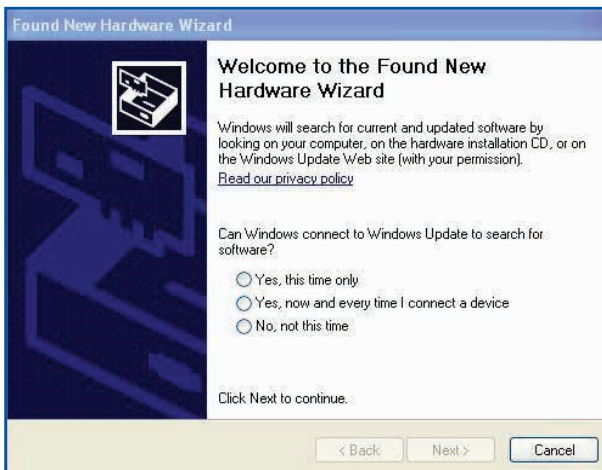 Found New Hardware Wizard
Welcome to the Found New
Hardware Wizard
Windows will search for current and updated software by
looking on your computer, on the hardware installation CD, or on
the Windows Update Web site (with your permission).
Read our privacy policy
Can Windows connect to Windows Update to search for
software?
Yes, this time only
Yes, now and every time I connect a device
No, not this time
Click Next to continue.
< Back
Next >
Cancel